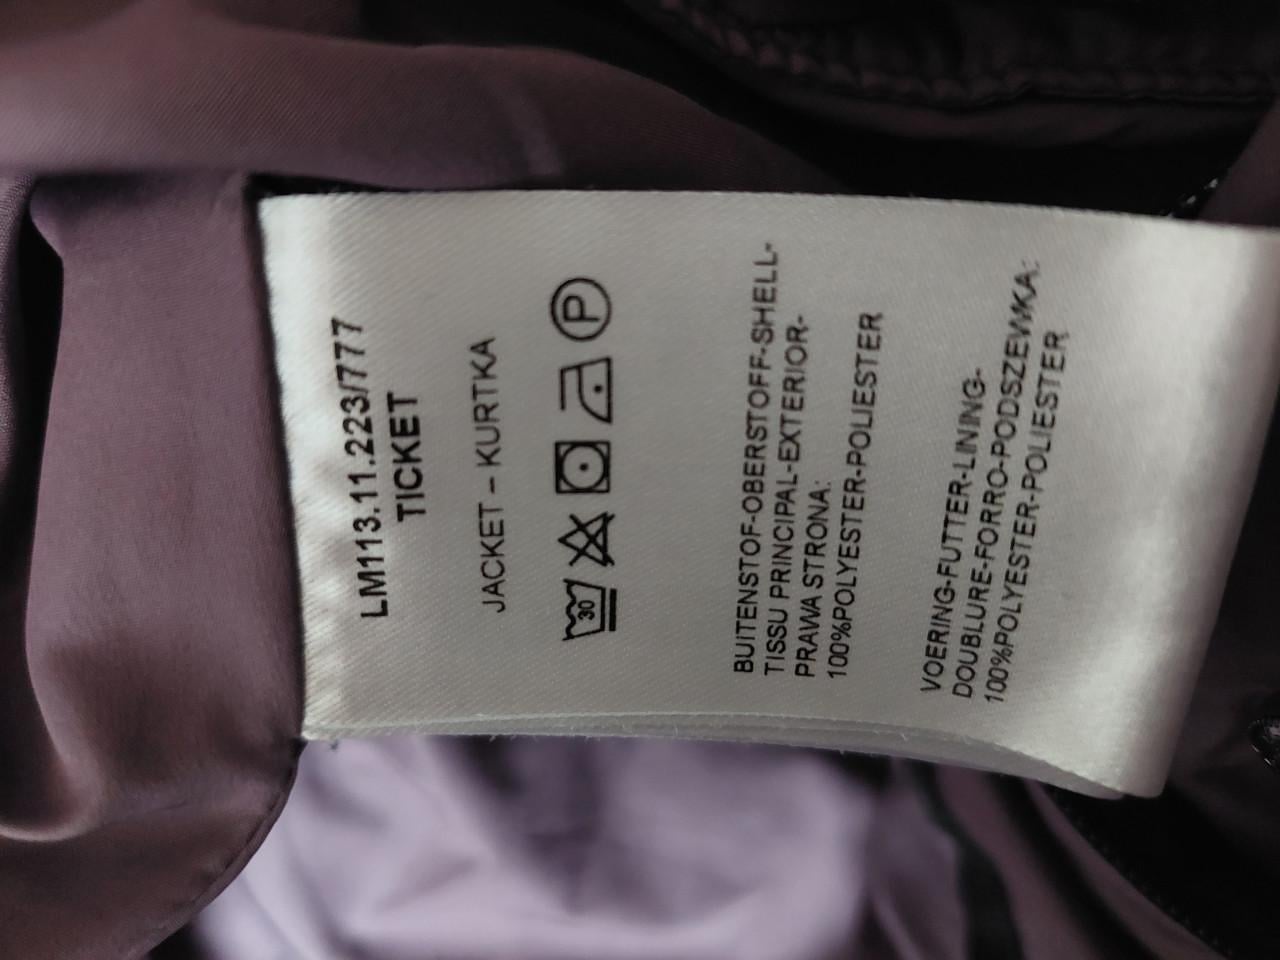 LM113.11.223/777
TICKET
JACKET – KURTKA
30 P
BUITENSTOF-OBERSTOFF-SHELL-
TISSU PRINCIPAL-EXTERIOR-
PRAWA STRONA:
100%POLYESTER-POLIESTER
VOERING-FUTTER-LINING-
DOUBLURE-FORRO-PODSZEWKA:
100%POLYESTER-POLIESTER